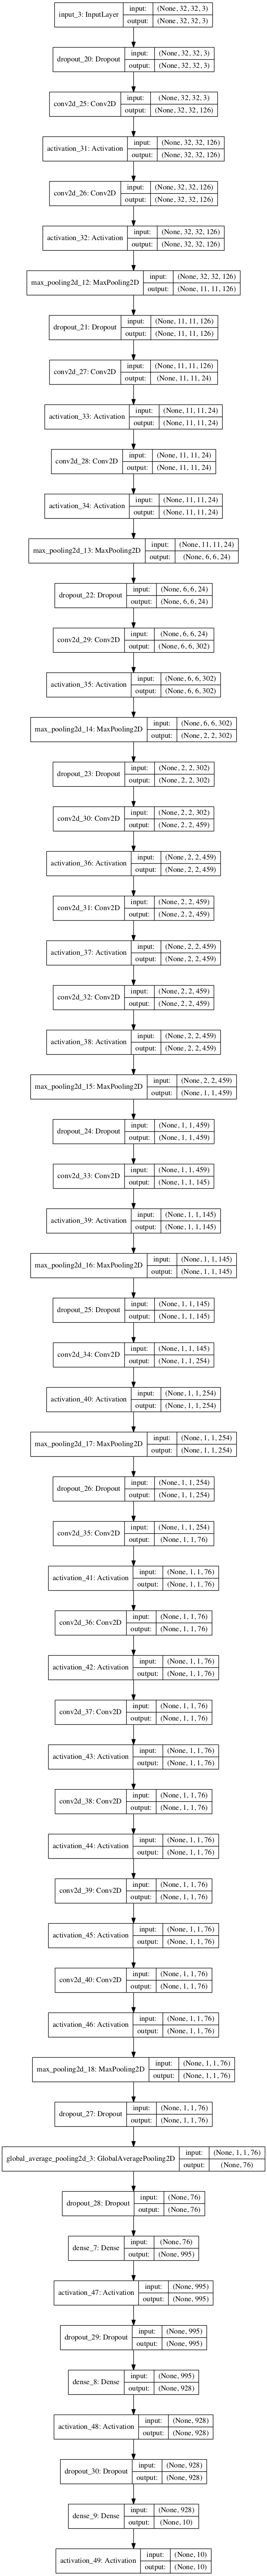 input_3: InputLayer input: (None, 32, 32, 3)
output: (None, 32, 32, 3)
dropout_20: Dropout input: (None, 32, 32, 3)
output: (None, 32, 32, 3)
conv2d_25: Conv2D input: (None, 32, 32, 3)
output: (None, 32, 32, 126)
activation_31: Activation input: (None, 32, 32, 126)
output: (None, 32, 32, 126)
conv2d_26: Conv2D input: (None, 32, 32, 126)
output: (None, 32, 32, 126)
activation_32: Activation input: (None, 32, 32, 126)
output: (None, 32, 32, 126)
max_pooling2d_12: MaxPooling2D input: (None, 32, 32, 126)
output: (None, 11, 11, 126)
dropout_21: Dropout input: (None, 11, 11, 126)
output: (None, 11, 11, 126)
conv2d_27: Conv2D input: (None, 11, 11, 126)
output: (None, 11, 11, 24)
activation_33: Activation input: (None, 11, 11, 24)
output: (None, 11, 11, 24)
conv2d_28: Conv2D input: (None, 11, 11, 24)
output: (None, 11, 11, 24)
activation_34: Activation input: (None, 11, 11, 24)
output: (None, 11, 11, 24)
max_pooling2d_13: MaxPooling2D input: (None, 11, 11, 24)
output: (None, 6, 6, 24)
dropout_22: Dropout input: (None, 6, 6, 24)
output: (None, 6, 6, 24)
conv2d_29: Conv2D input: (None, 6, 6, 24)
output: (None, 6, 6, 302)
activation_35: Activation input: (None, 6, 6, 302)
output: (None, 6, 6, 302)
max_pooling2d_14: MaxPooling2D input: (None, 6, 6, 302)
output: (None, 2, 2, 302)
dropout_23: Dropout input: (None, 2, 2, 302)
output: (None, 2, 2, 302)
conv2d_30: Conv2D input: (None, 2, 2, 302)
output: (None, 2, 2, 459)
activation_36: Activation input: (None, 2, 2, 459)
output: (None, 2, 2, 459)
conv2d_31: Conv2D input: (None, 2, 2, 459)
output: (None, 2, 2, 459)
activation_37: Activation input: (None, 2, 2, 459)
output: (None, 2, 2, 459)
conv2d_32: Conv2D input: (None, 2, 2, 459)
output: (None, 2, 2, 459)
activation_38: Activation input: (None, 2, 2, 459)
output: (None, 2, 2, 459)
max_pooling2d_15: MaxPooling2D input: (None, 2, 2, 459)
output: (None, 1, 1, 459)
dropout_24: Dropout input: (None, 1, 1, 459)
output: (None, 1, 1, 459)
conv2d_33: Conv2D input: (None, 1, 1, 459)
output: (None, 1, 1, 145)
activation_39: Activation input: (None, 1, 1, 145)
output: (None, 1, 1, 145)
max_pooling2d_16: MaxPooling2D input: (None, 1, 1, 145)
output: (None, 1, 1, 145)
dropout_25: Dropout input: (None, 1, 1, 145)
output: (None, 1, 1, 145)
conv2d_34: Conv2D input: (None, 1, 1, 145)
output: (None, 1, 1, 254)
activation_40: Activation input: (None, 1, 1, 254)
output: (None, 1, 1, 254)
max_pooling2d_17: MaxPooling2D input: (None, 1, 1, 254)
output: (None, 1, 1, 254)
dropout_26: Dropout input: (None, 1, 1, 254)
output: (None, 1, 1, 254)
conv2d_35: Conv2D input: (None, 1, 1, 254)
output: (None, 1, 1, 76)
activation_41: Activation input: (None, 1, 1, 76)
output: (None, 1, 1, 76)
conv2d_36: Conv2D input: (None, 1, 1, 76)
output: (None, 1, 1, 76)
activation_42: Activation input: (None, 1, 1, 76)
output: (None, 1, 1, 76)
conv2d_37: Conv2D input: (None, 1, 1, 76)
output: (None, 1, 1, 76)
activation_43: Activation input: (None, 1, 1, 76)
output: (None, 1, 1, 76)
conv2d_38: Conv2D input: (None, 1, 1, 76)
output: (None, 1, 1, 76)
activation_44: Activation input: (None, 1, 1, 76)
output: (None, 1, 1, 76)
conv2d_39: Conv2D input: (None, 1, 1, 76)
output: (None, 1, 1, 76)
activation_45: Activation input: (None, 1, 1, 76)
output: (None, 1, 1, 76)
conv2d_40: Conv2D input: (None, 1, 1, 76)
output: (None, 1, 1, 76)
activation_46: Activation input: (None, 1, 1, 76)
output: (None, 1, 1, 76)
max_pooling2d_18: MaxPooling2D input: (None, 1, 1, 76)
output: (None, 1, 1, 76)
dropout_27: Dropout input: (None, 1, 1, 76)
output: (None, 1, 1, 76)
global_average_pooling2d_3: GlobalAveragePooling2D input: (None, 1, 1, 76)
output: (None, 76)
dropout_28: Dropout input: (None, 76)
output: (None, 76)
dense_7: Dense input: (None, 76)
output: (None, 995)
activation_47: Activation input: (None, 995)
output: (None, 995)
dropout_29: Dropout input: (None, 995)
output: (None, 995)
dense_8: Dense input: (None, 995)
output: (None, 928)
activation_48: Activation input: (None, 928)
output: (None, 928)
dropout_30: Dropout input: (None, 928)
output: (None, 928)
dense_9: Dense input: (None, 928)
output: (None, 10)
activation_49: Activation input: (None, 10)
output: (None, 10)